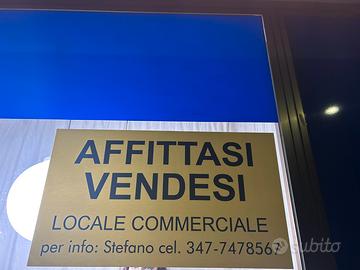 AFFITTASI
VENDESI
LOCALE COMMERCIALE
per info: Stefano cel. 347-7478567
subito